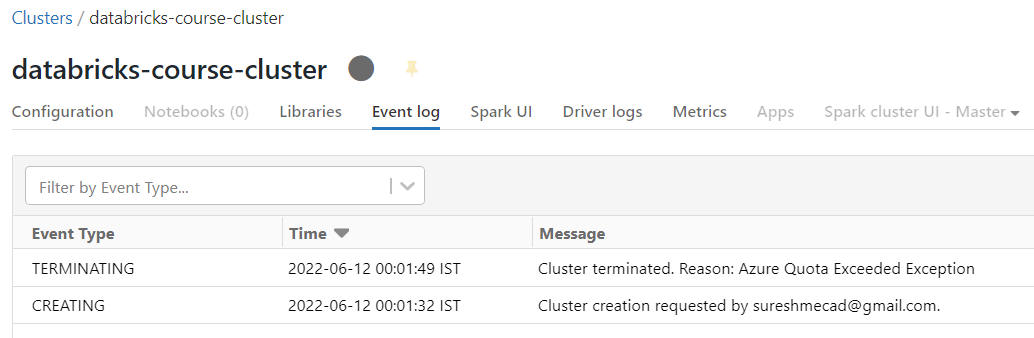 Clusters / databricks-course-cluster
databricks-course-cluster
Configuration Notebooks (0) Libraries Event log Spark UI Driver logs Metrics Apps Spark cluster UI - Master
Filter by Event Type...
Event Type Time Message
TERMINATING 2022-06-12 00:01:49 IST Cluster terminated. Reason: Azure Quota Exceeded Exception
CREATING 2022-06-12 00:01:32 IST Cluster creation requested by sureshmecad@gmail.com.